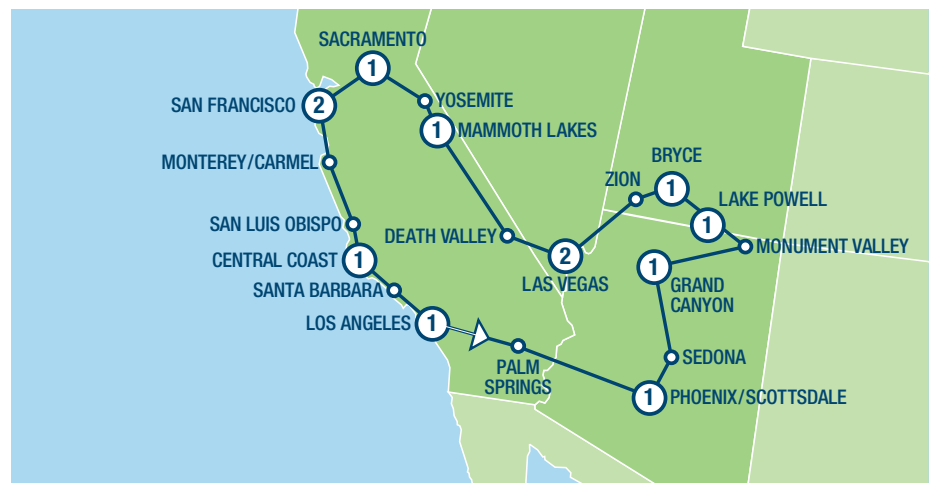 SACRAMENTO
1
YOSEMITE
SAN FRANCISCO 2
1 MAMMOTH LAKES
BRYCE
MONTEREY/CARMEL
ZION
1
LAKE POWELL
SAN LUIS OBISPO
1
DEATH VALLEY
MONUMENT VALLEY
CENTRAL COAST 1
2
LAS VEGAS
1
GRAND
CANYON
SANTA BARBARA
LOS ANGELES 1
PALM
SPRINGS
SEDONA
1 PHOENIX/SCOTTSDALE